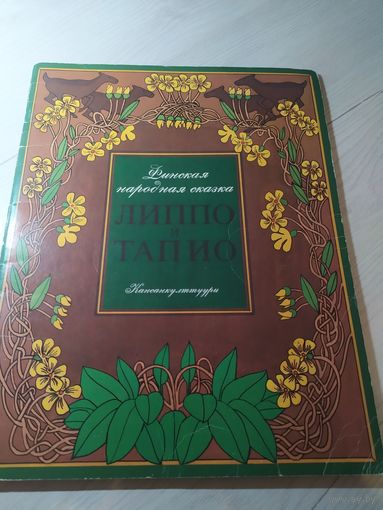 Финская
народная сказка
ЛИППО
И
ТАПИО
Кансанкулттуури